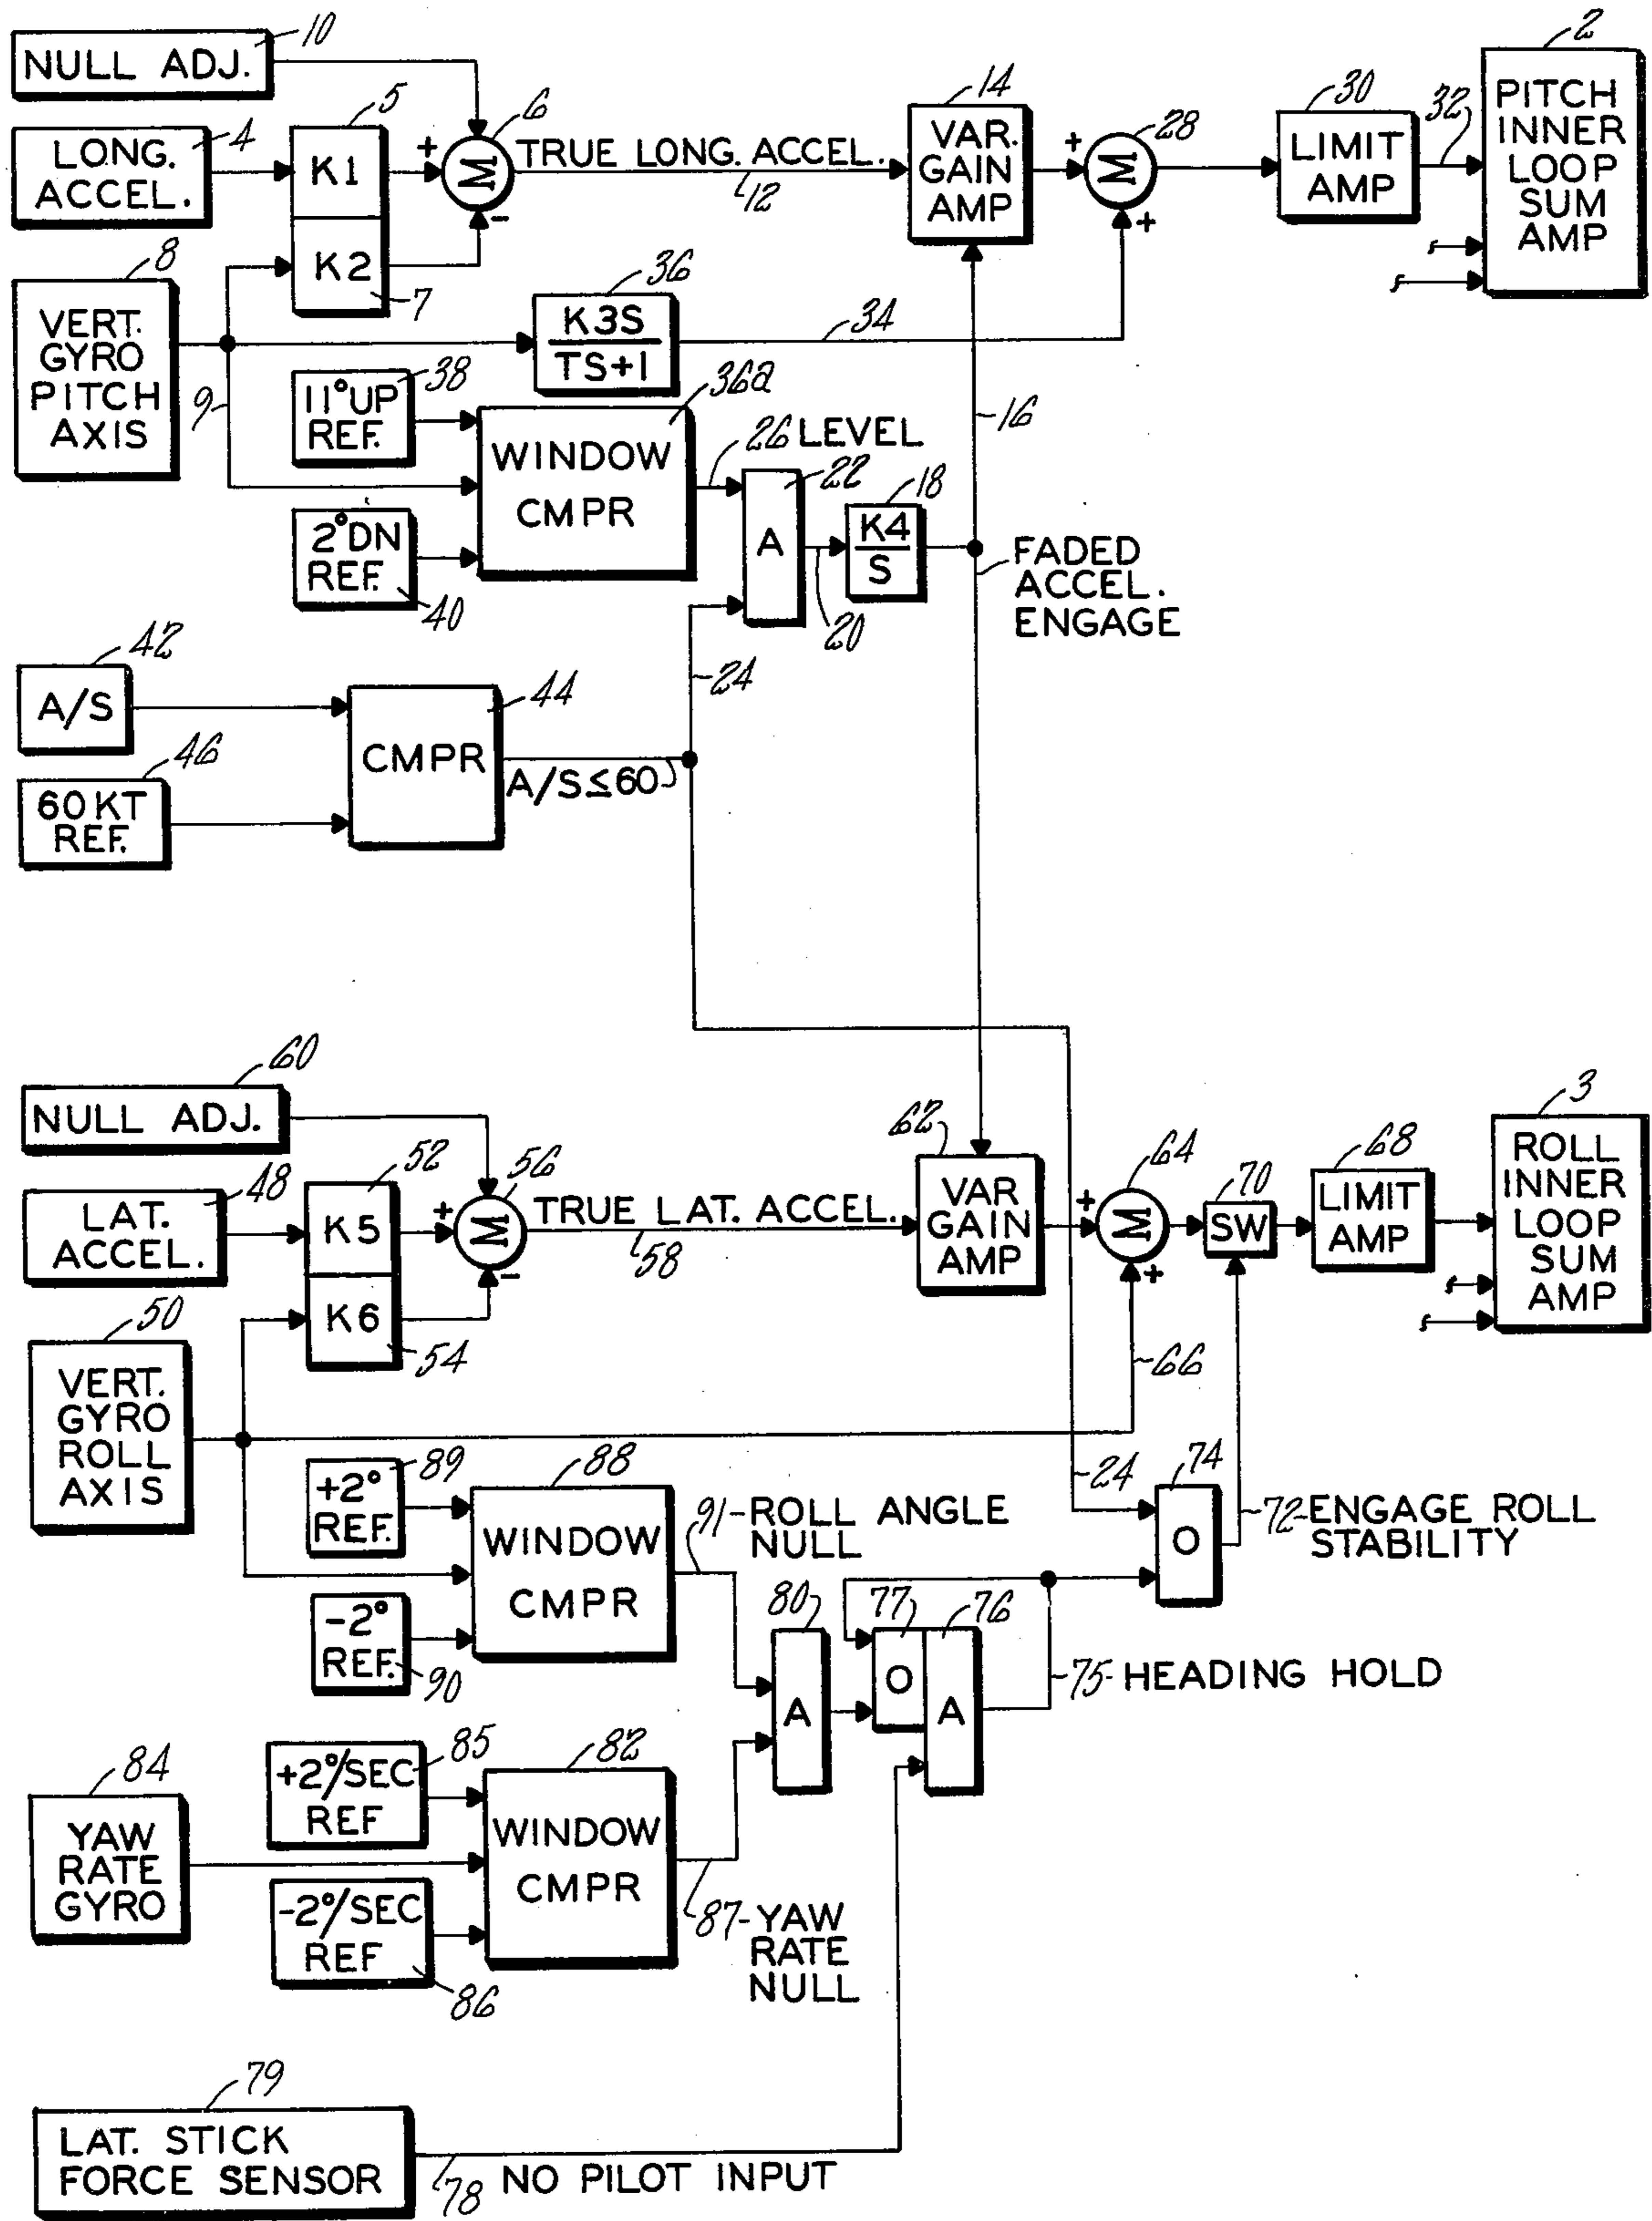 10
NULL ADJ.
2
PITCH
INNER
LOOP
SUM
AMP
4
LONG.
ACCEL.
5
K1
6
+
M
-
TRUE LONG. ACCEL.
12
14
VAR.
GAIN
AMP
+
M
28
+
30
LIMIT
AMP
32
K2
7
8
VERT.
GYRO
PITCH
AXIS
9
36
K3S
TS+1
34
16
11° UP
REF.
38
36a
WINDOW
CMPR
26 LEVEL
22
A
18
K4
S
20
2° DN
REF.
40
FADED
ACCEL.
ENGAGE
42
A/S
24
44
CMPR
A/S≤60
46
60 KT
REF.
60
NULL ADJ.
3
ROLL
INNER
LOOP
SUM
AMP
48
LAT.
ACCEL.
52
K5
56
+
M
-
TRUE LAT. ACCEL.
58
62
VAR
GAIN
AMP
64
+
M
+
70
SW
68
LIMIT
AMP
K6
54
50
VERT.
GYRO
ROLL
AXIS
66
24
74
O
72-ENGAGE ROLL
STABILITY
+2°
REF.
89
88
WINDOW
CMPR
91-ROLL ANGLE
NULL
-2°
REF.
90
80
A
77
O
76
A
75-HEADING HOLD
84
YAW
RATE
GYRO
+2°/SEC
REF
85
82
WINDOW
CMPR
-2°/SEC
REF
86
87-YAW
RATE
NULL
79
LAT. STICK
FORCE SENSOR
78
NO PILOT INPUT